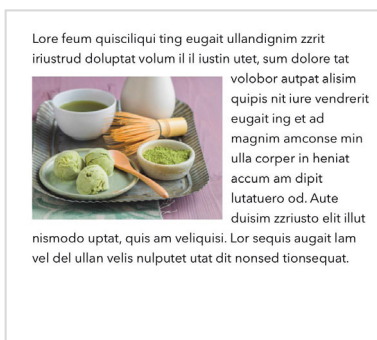 Lore feum quisciliqui ting eugait ullandignim zzrit
iriustrud doluptat volum il il iustin utet, sum dolore tat
volobor autpat alisim
quipis nit iure vendrerit
eugait ing et ad
magnim amconse min
ulla corper in heniat
accum am dipit
lutatuero od. Aute
duisim zzriusto elit illut
nismodo uptat, quis am veliquisi. Lor sequis augait lam
vel del ullan velis nulputet utat dit nonsed tionsequat.